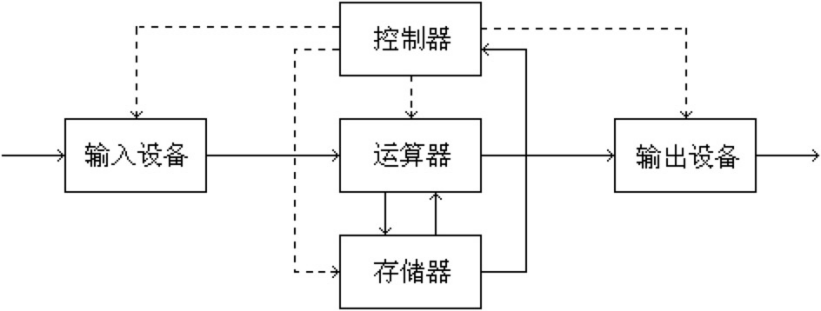 控制器
输入设备
运算器
输出设备
存储器